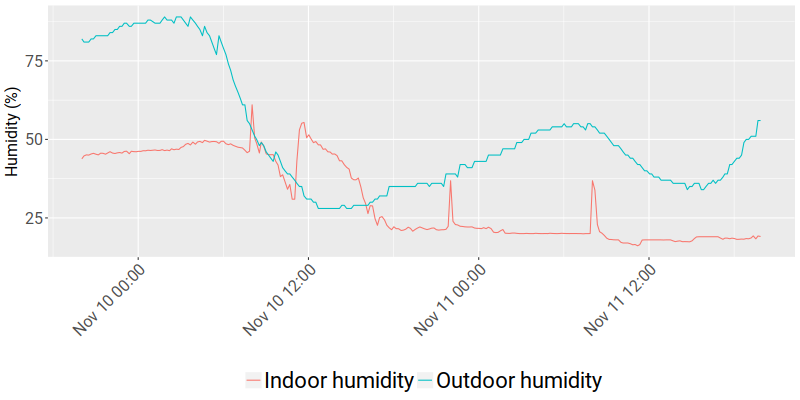 Humidity (%)
75
50
25
Nov 10 00:00
Nov 10 12:00
Nov 11 00:00
Nov 11 12:00
Indoor humidity Outdoor humidity